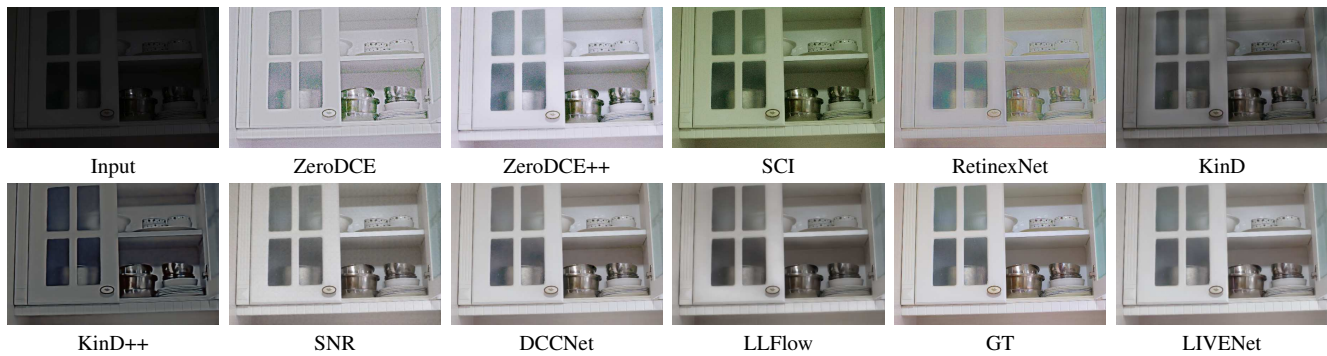 Input ZeroDCE ZeroDCE++ SCI RetinexNet KinD
KinD++ SNR DCCNet LLFlow GT LIVENet